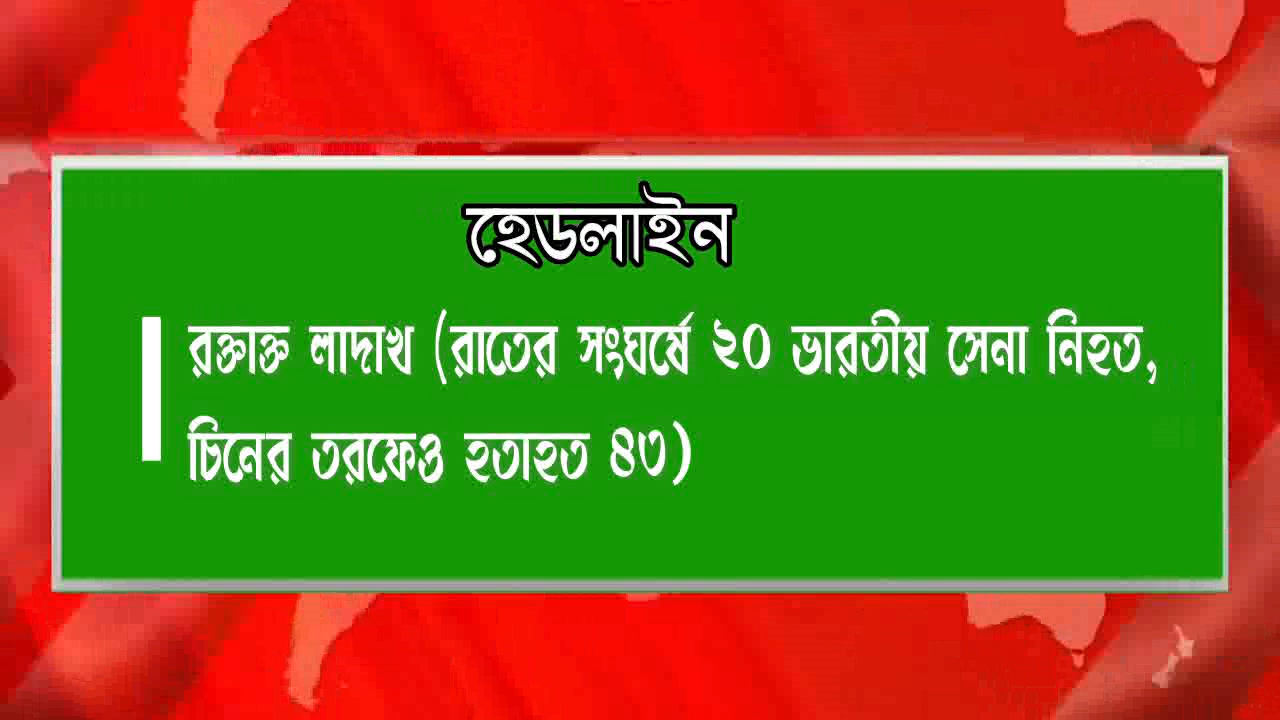 হেডলাইন
রক্তাক্ত লাদাখ (রাতের সংঘর্ষে ২০ ভারতীয় সেনা নিহত,
চিনের তরফেও হতাহত ৪৩)